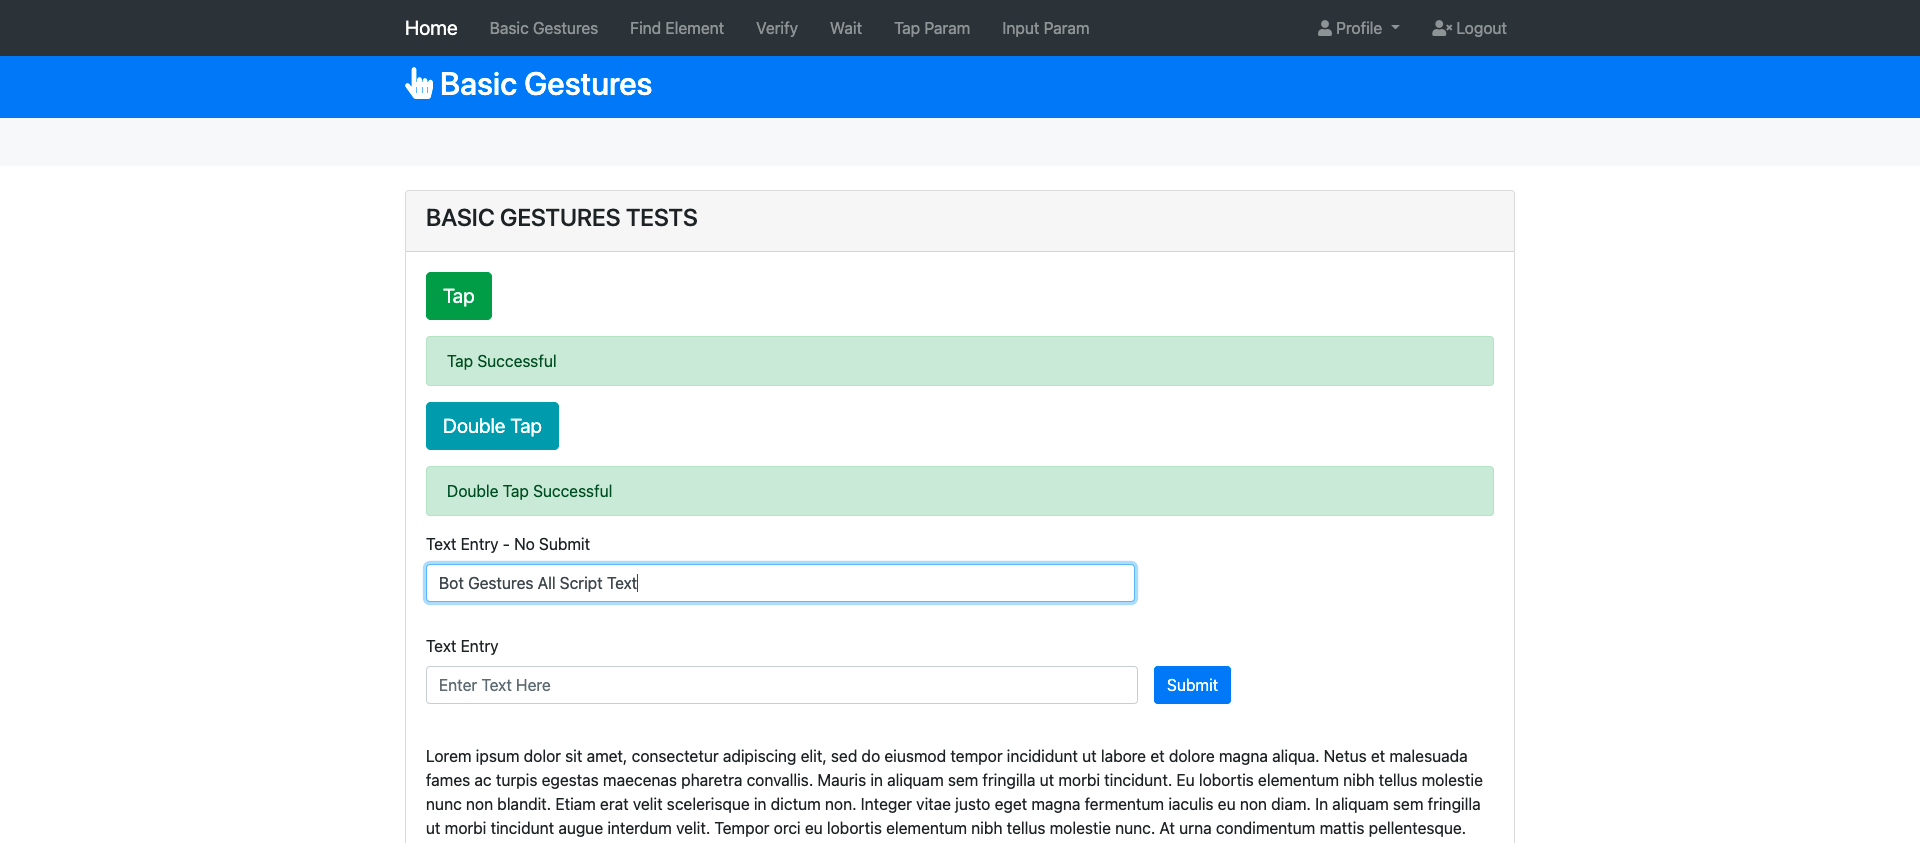 Home Basic Gestures Find Element Verify Wait Tap Param Input Param Profile Logout
Basic Gestures
BASIC GESTURES TESTS
Tap
Tap Successful
Double Tap
Double Tap Successful
Text Entry - No Submit
Bot Gestures All Script Text
Text Entry
Enter Text Here Submit
Lorem ipsum dolor sit amet, consectetur adipiscing elit, sed do eiusmod tempor incididunt ut labore et dolore magna aliqua. Netus et malesuada
fames ac turpis egestas maecenas pharetra convallis. Mauris in aliquam sem fringilla ut morbi tincidunt. Eu lobortis elementum nibh tellus molestie
nunc non blandit. Etiam erat velit scelerisque in dictum non. Integer vitae justo eget magna fermentum iaculis eu non diam. In aliquam sem fringilla
ut morbi tincidunt augue interdum velit. Tempor orci eu lobortis elementum nibh tellus molestie nunc. At urna condimentum mattis pellentesque.